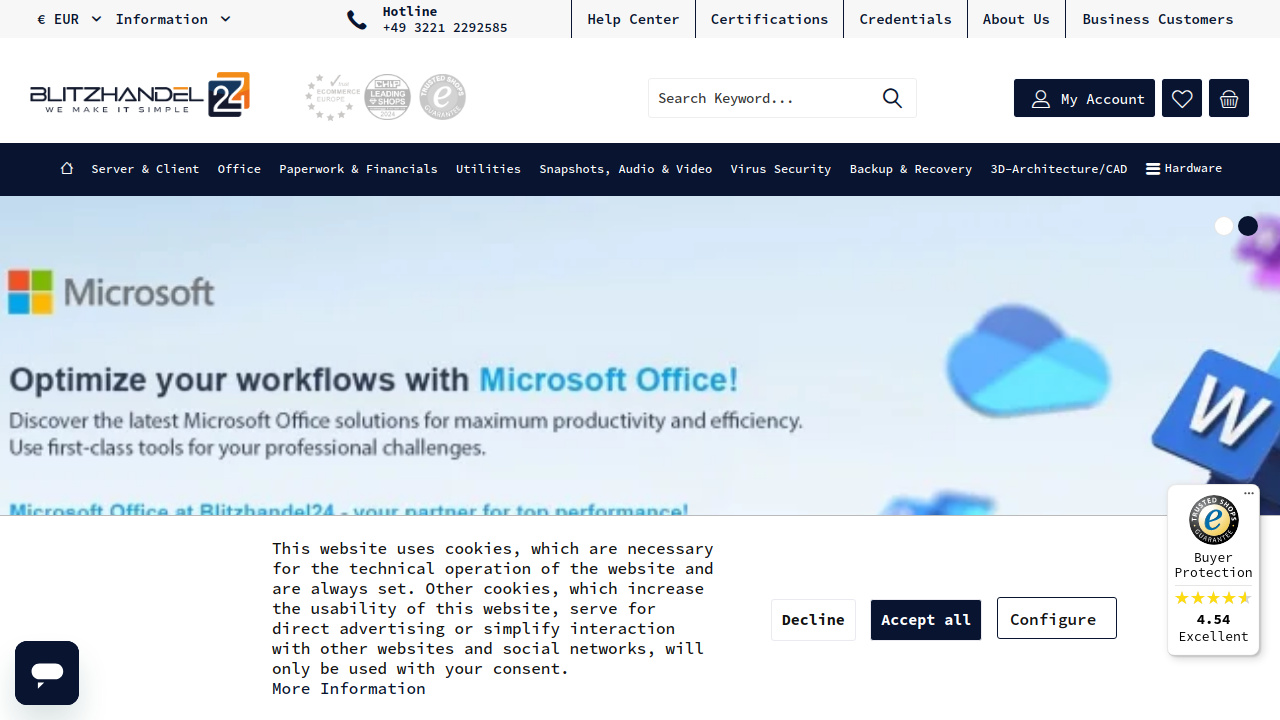 € EUR Information
Hotline
+49 3221 2292585
Help Center Certifications Credentials About Us Business Customers
BLITZHANDEL 24
WE MAKE IT SIMPLE
ECOMMERCE
EUROPE
CHIP
LEADING
SHOPS
2024
TRUSTED SHOPS
e
GUARANTEE
Search Keyword...
My Account
Server & Client Office Paperwork & Financials Utilities Snapshots, Audio & Video Virus Security Backup & Recovery 3D-Architecture/CAD Hardware
Microsoft
Optimize your workflows with Microsoft Office!
Discover the latest Microsoft Office solutions for maximum productivity and efficiency.
Use first-class tools for your professional challenges.
Microsoft Office at Blitzhandel24 - your partner for top performance!
W
This website uses cookies, which are necessary
for the technical operation of the website and
are always set. Other cookies, which increase
the usability of this website, serve for
direct advertising or simplify interaction
with other websites and social networks, will
only be used with your consent.
More Information
Decline Accept all Configure
TRUSTED SHOPS
e
GUARANTEE
Buyer
Protection
4.54
Excellent